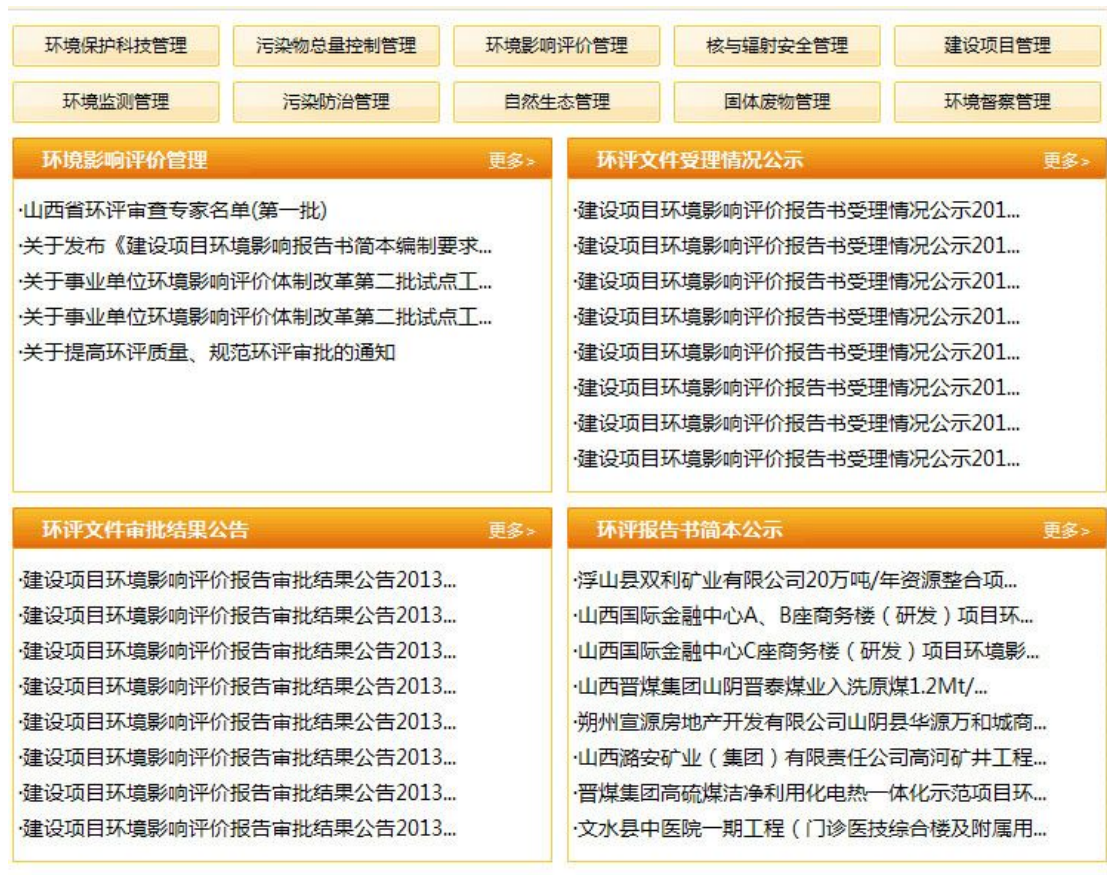 环境保护科技管理 污染物总量控制管理 环境影响评价管理 核与辐射安全管理 建设项目管理
环境监测管理 污染防治管理 自然生态管理 固体废物管理 环境督察管理
环境影响评价管理 更多>
·山西省环评审查专家名单(第一批)
·关于发布《建设项目环境影响报告书简本编制要求...
·关于事业单位环境影响评价体制改革第二批试点工...
·关于事业单位环境影响评价体制改革第二批试点工...
·关于提高环评质量、规范环评审批的通知
环评文件受理情况公示 更多>
·建设项目环境影响评价报告书受理情况公示201...
·建设项目环境影响评价报告书受理情况公示201...
·建设项目环境影响评价报告书受理情况公示201...
·建设项目环境影响评价报告书受理情况公示201...
·建设项目环境影响评价报告书受理情况公示201...
·建设项目环境影响评价报告书受理情况公示201...
·建设项目环境影响评价报告书受理情况公示201...
·建设项目环境影响评价报告书受理情况公示201...
环评文件审批结果公告 更多>
·建设项目环境影响评价报告审批结果公告2013...
·建设项目环境影响评价报告审批结果公告2013...
·建设项目环境影响评价报告审批结果公告2013...
·建设项目环境影响评价报告审批结果公告2013...
·建设项目环境影响评价报告审批结果公告2013...
·建设项目环境影响评价报告审批结果公告2013...
·建设项目环境影响评价报告审批结果公告2013...
·建设项目环境影响评价报告审批结果公告2013...
环评报告书简本公示 更多>
·浮山县双利矿业有限公司20万吨/年资源整合项...
·山西国际金融中心A、B座商务楼（研发）项目环...
·山西国际金融中心C座商务楼（研发）项目环境影...
·山西晋煤集团山阴晋泰煤业入洗原煤1.2Mt/...
·朔州宣源房地产开发有限公司山阴县华源万和城商...
·山西潞安矿业（集团）有限责任公司高河矿井工程...
·晋煤集团高硫煤洁净利用化电热一体化示范项目环...
·文水县中医院一期工程（门诊医技综合楼及附属用...